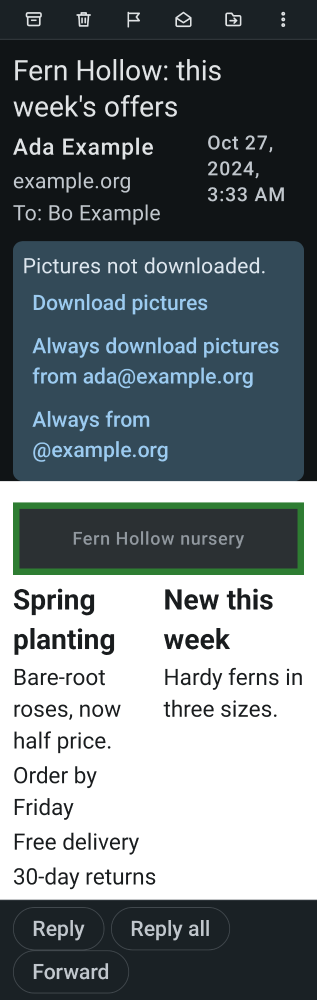 Fern Hollow: this
week's offers
Ada Example
example.org
To: Bo Example
Oct 27,
2024,
3:33 AM
Pictures not downloaded.
Download pictures
Always download pictures
from ada@example.org
Always from
@example.org
Fern Hollow nursery
Spring
planting
Bare-root
roses, now
half price.
Order by
Friday
Free delivery
30-day returns
New this
week
Hardy ferns in
three sizes.
Reply
Reply all
Forward